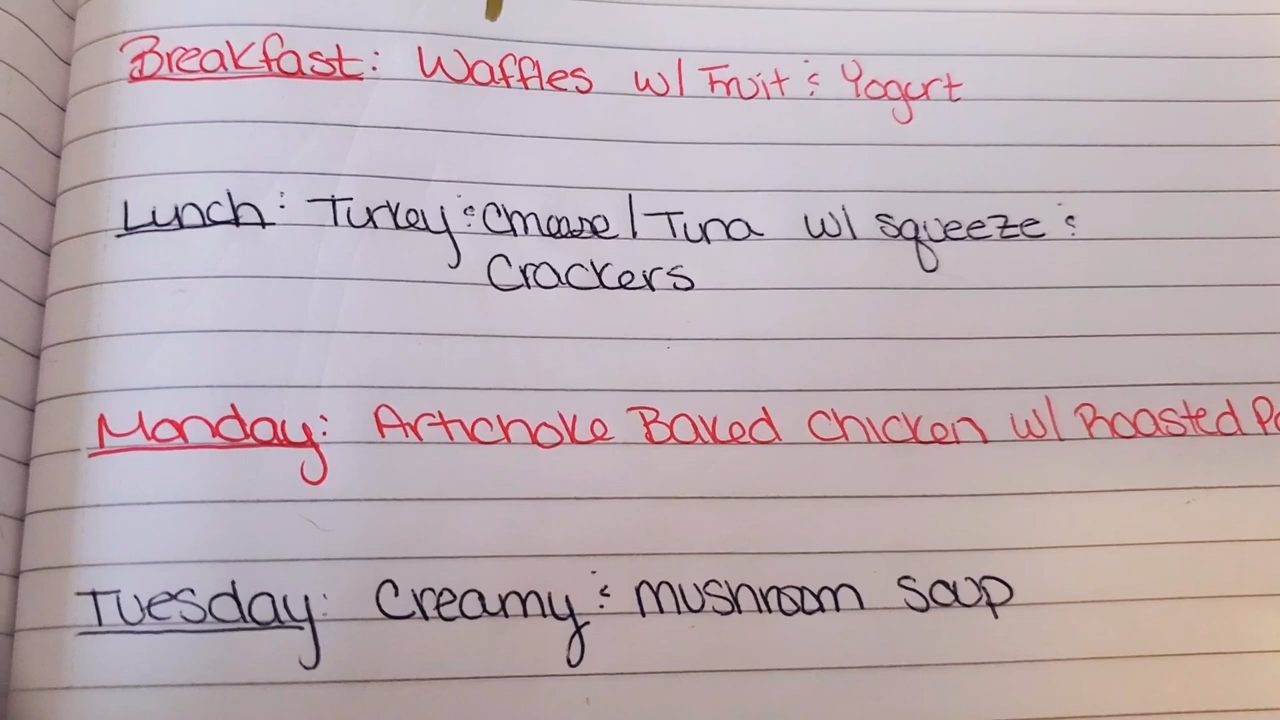 Breakfast: Waffles w/ Fruit & Yogurt
Lunch: Turkey & Cheese / Tuna w/ squeeze &
Crackers
Monday: Artichoke Baked Chicken w/ Roasted
Tuesday: Creamy & mushroom soup